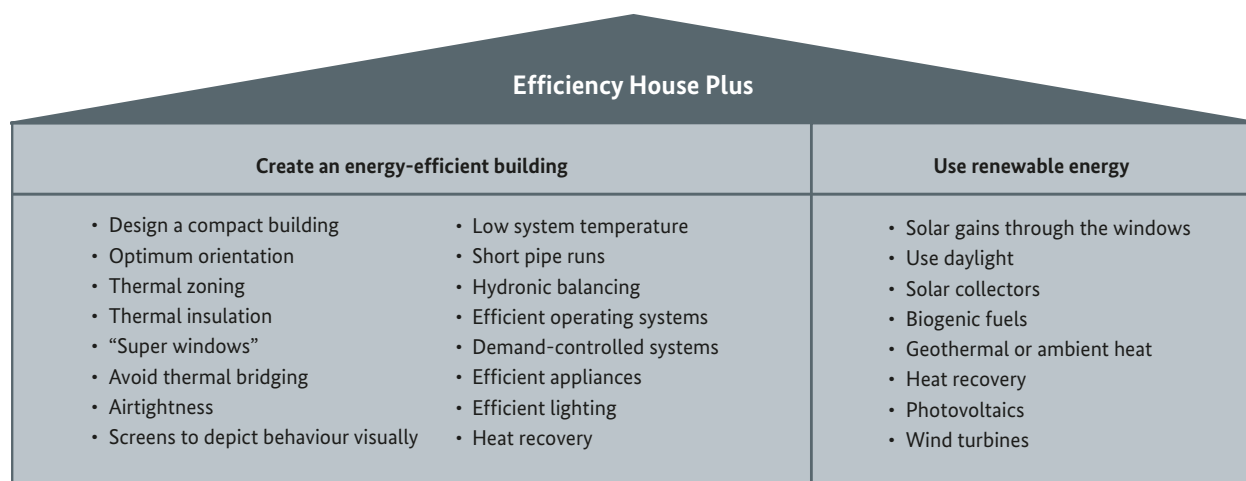 Efficiency House Plus
Create an energy-efficient building
• Design a compact building
• Optimum orientation
• Thermal zoning
• Thermal insulation
• “Super windows”
• Avoid thermal bridging
• Airtightness
• Screens to depict behaviour visually
• Low system temperature
• Short pipe runs
• Hydronic balancing
• Efficient operating systems
• Demand-controlled systems
• Efficient appliances
• Efficient lighting
• Heat recovery
Use renewable energy
• Solar gains through the windows
• Use daylight
• Solar collectors
• Biogenic fuels
• Geothermal or ambient heat
• Heat recovery
• Photovoltaics
• Wind turbines